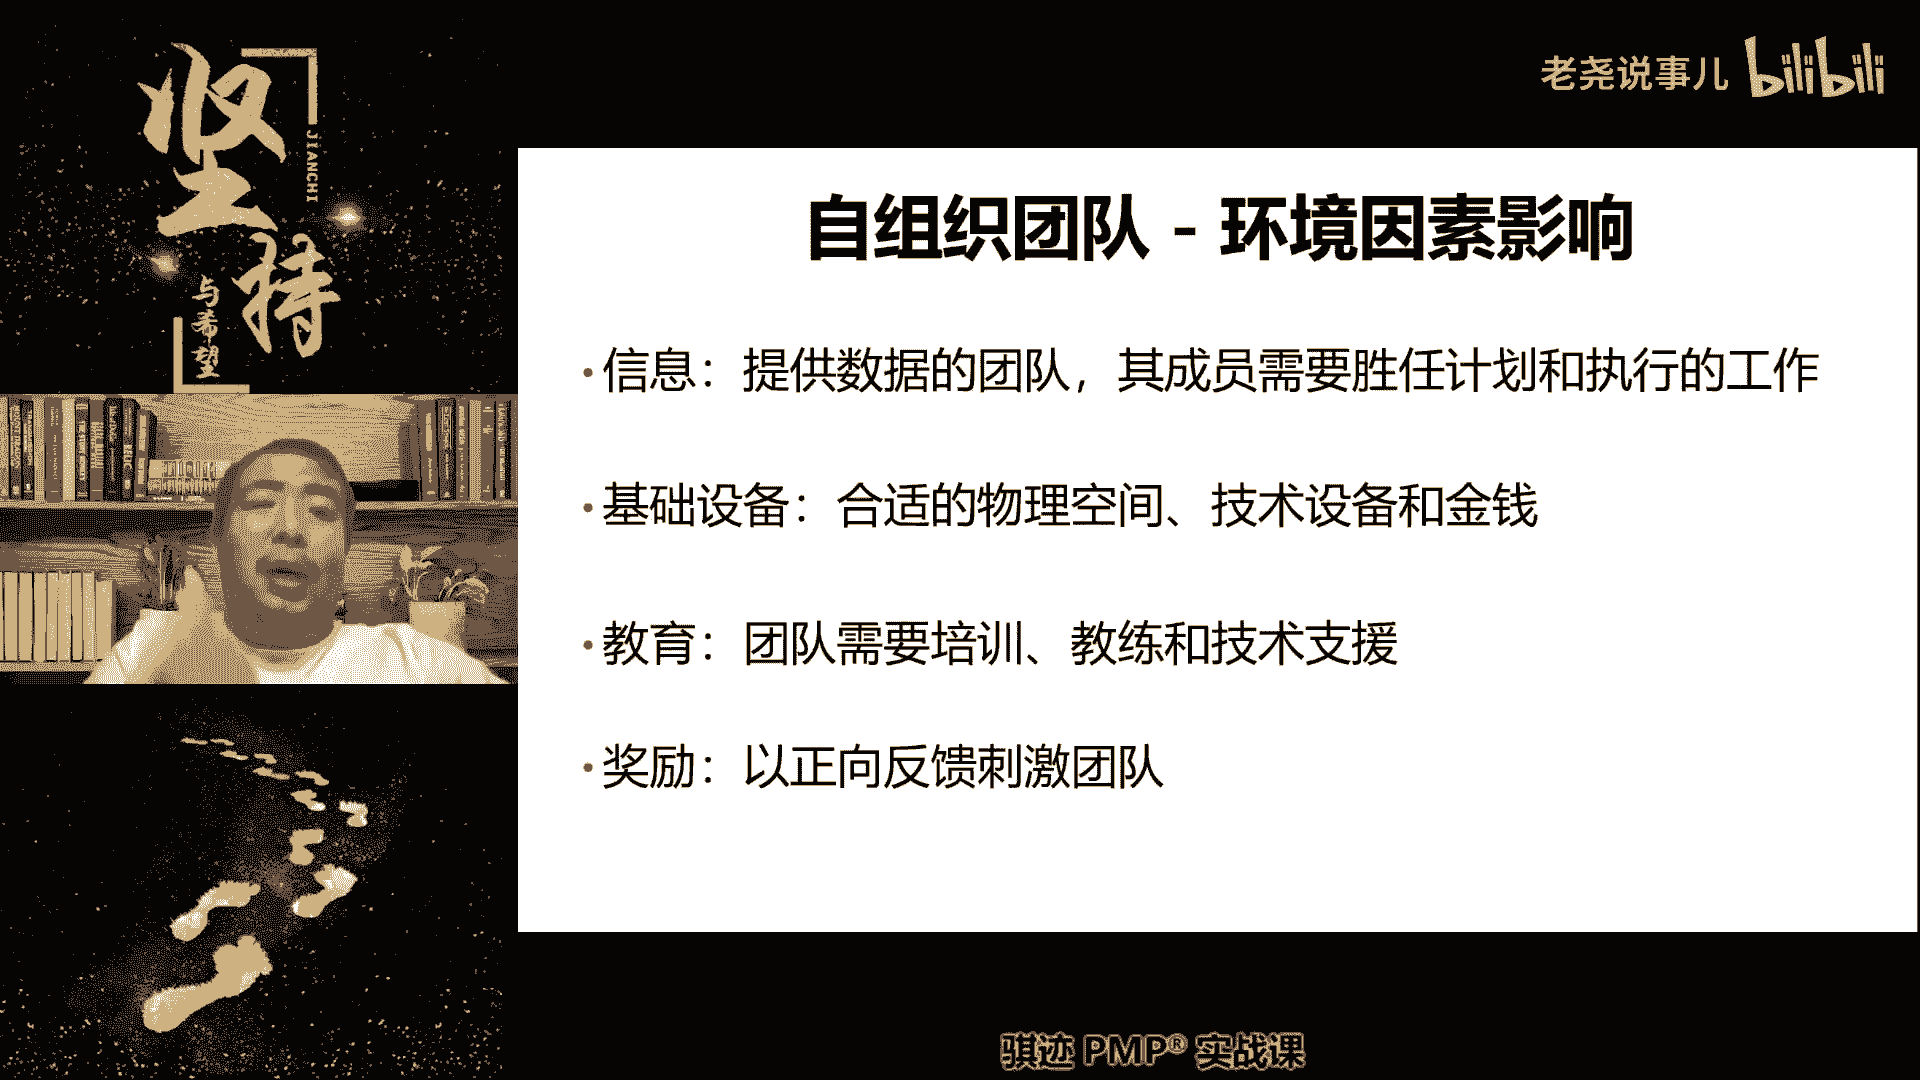 坚持
JIANCHI
与希望
老尧说事儿 bilibili
自组织团队 - 环境因素影响
•信息：提供数据的团队，其成员需要胜任计划和执行的工作
•基础设备：合适的物理空间、技术设备和金钱
•教育：团队需要培训、教练和技术支援
•奖励：以正向反馈刺激团队
骐迹 PMP® 实战课